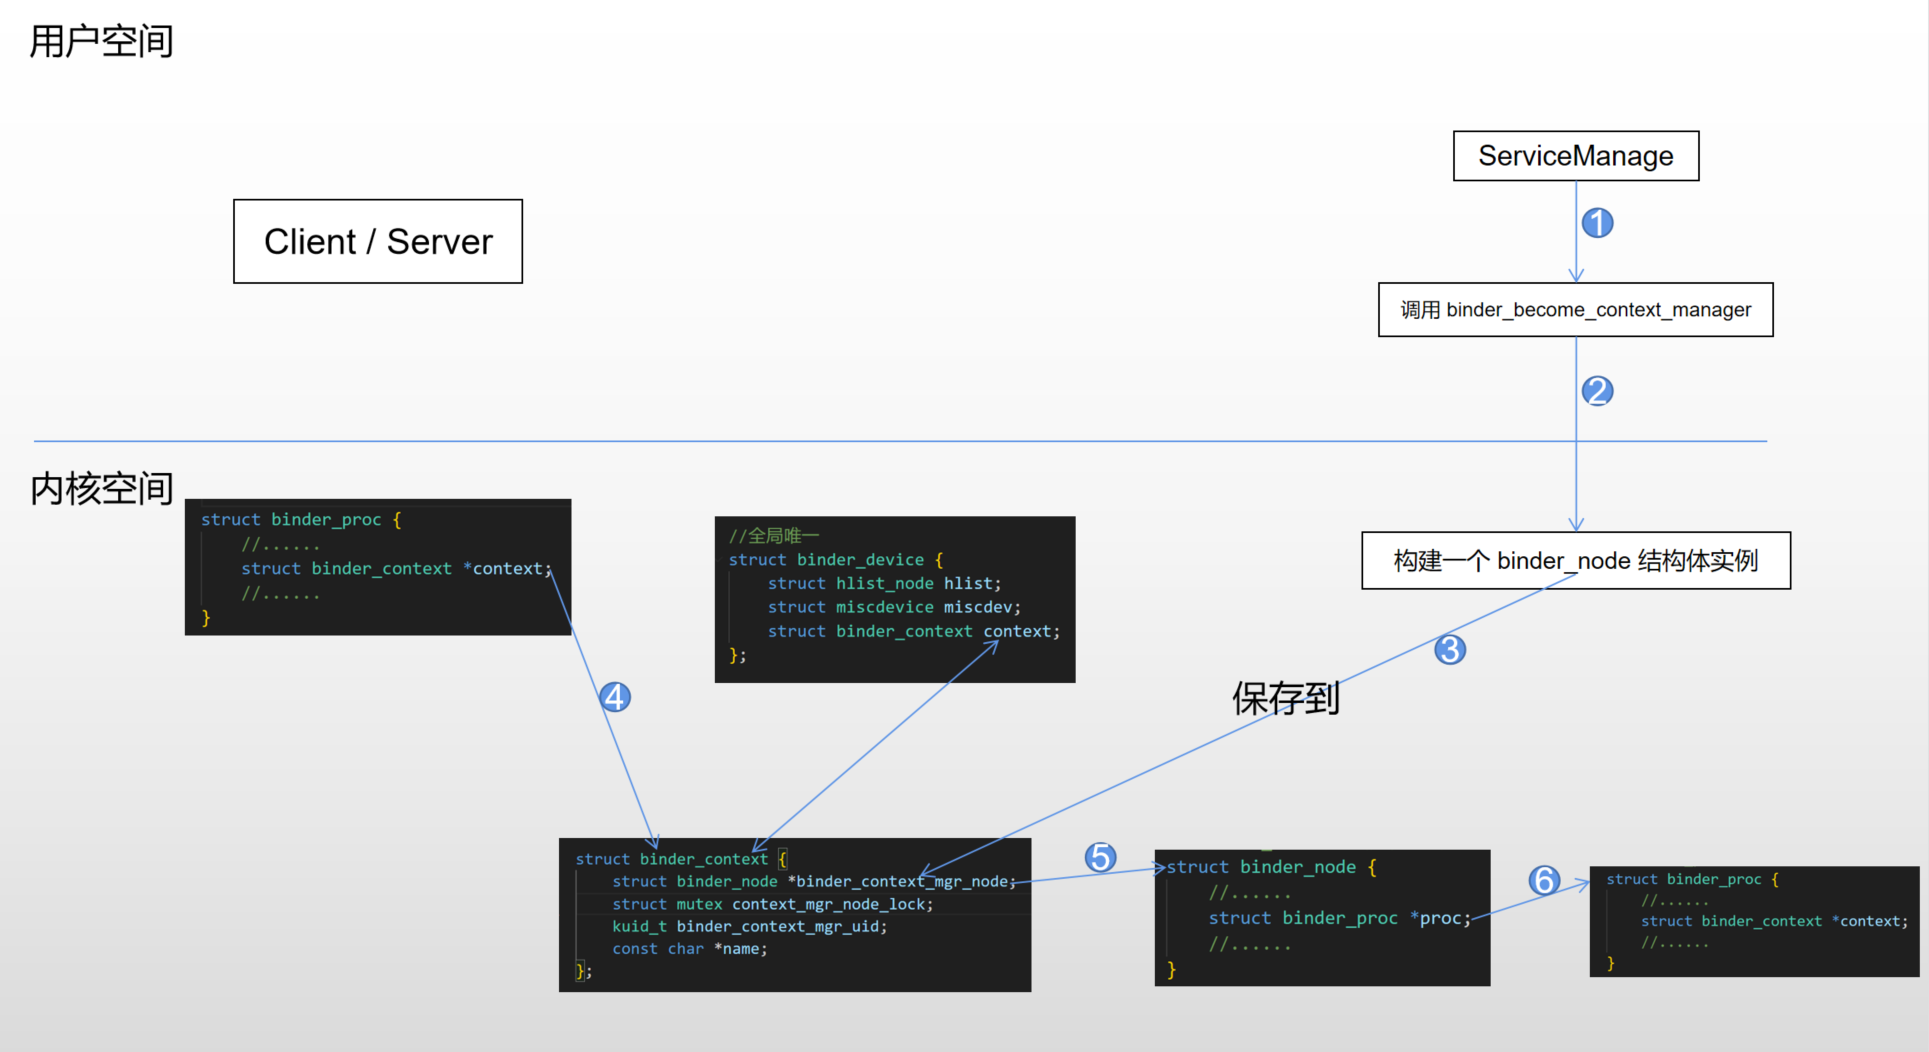 用户空间
ServiceManage
1
Client / Server
调用 binder_become_context_manager
2
内核空间
struct binder_proc {
//......
struct binder_context *context;
//......
}
//全局唯一
struct binder_device {
struct hlist_node hlist;
struct miscdevice miscdev;
struct binder_context context;
};
构建一个 binder_node 结构体实例
3
保存到
4
struct binder_context {
struct binder_node *binder_context_mgr_node;
struct mutex context_mgr_node_lock;
kuid_t binder_context_mgr_uid;
const char *name;
};
5
struct binder_node {
//......
struct binder_proc *proc;
//......
}
6
struct binder_proc {
//......
struct binder_context *context;
//......
}